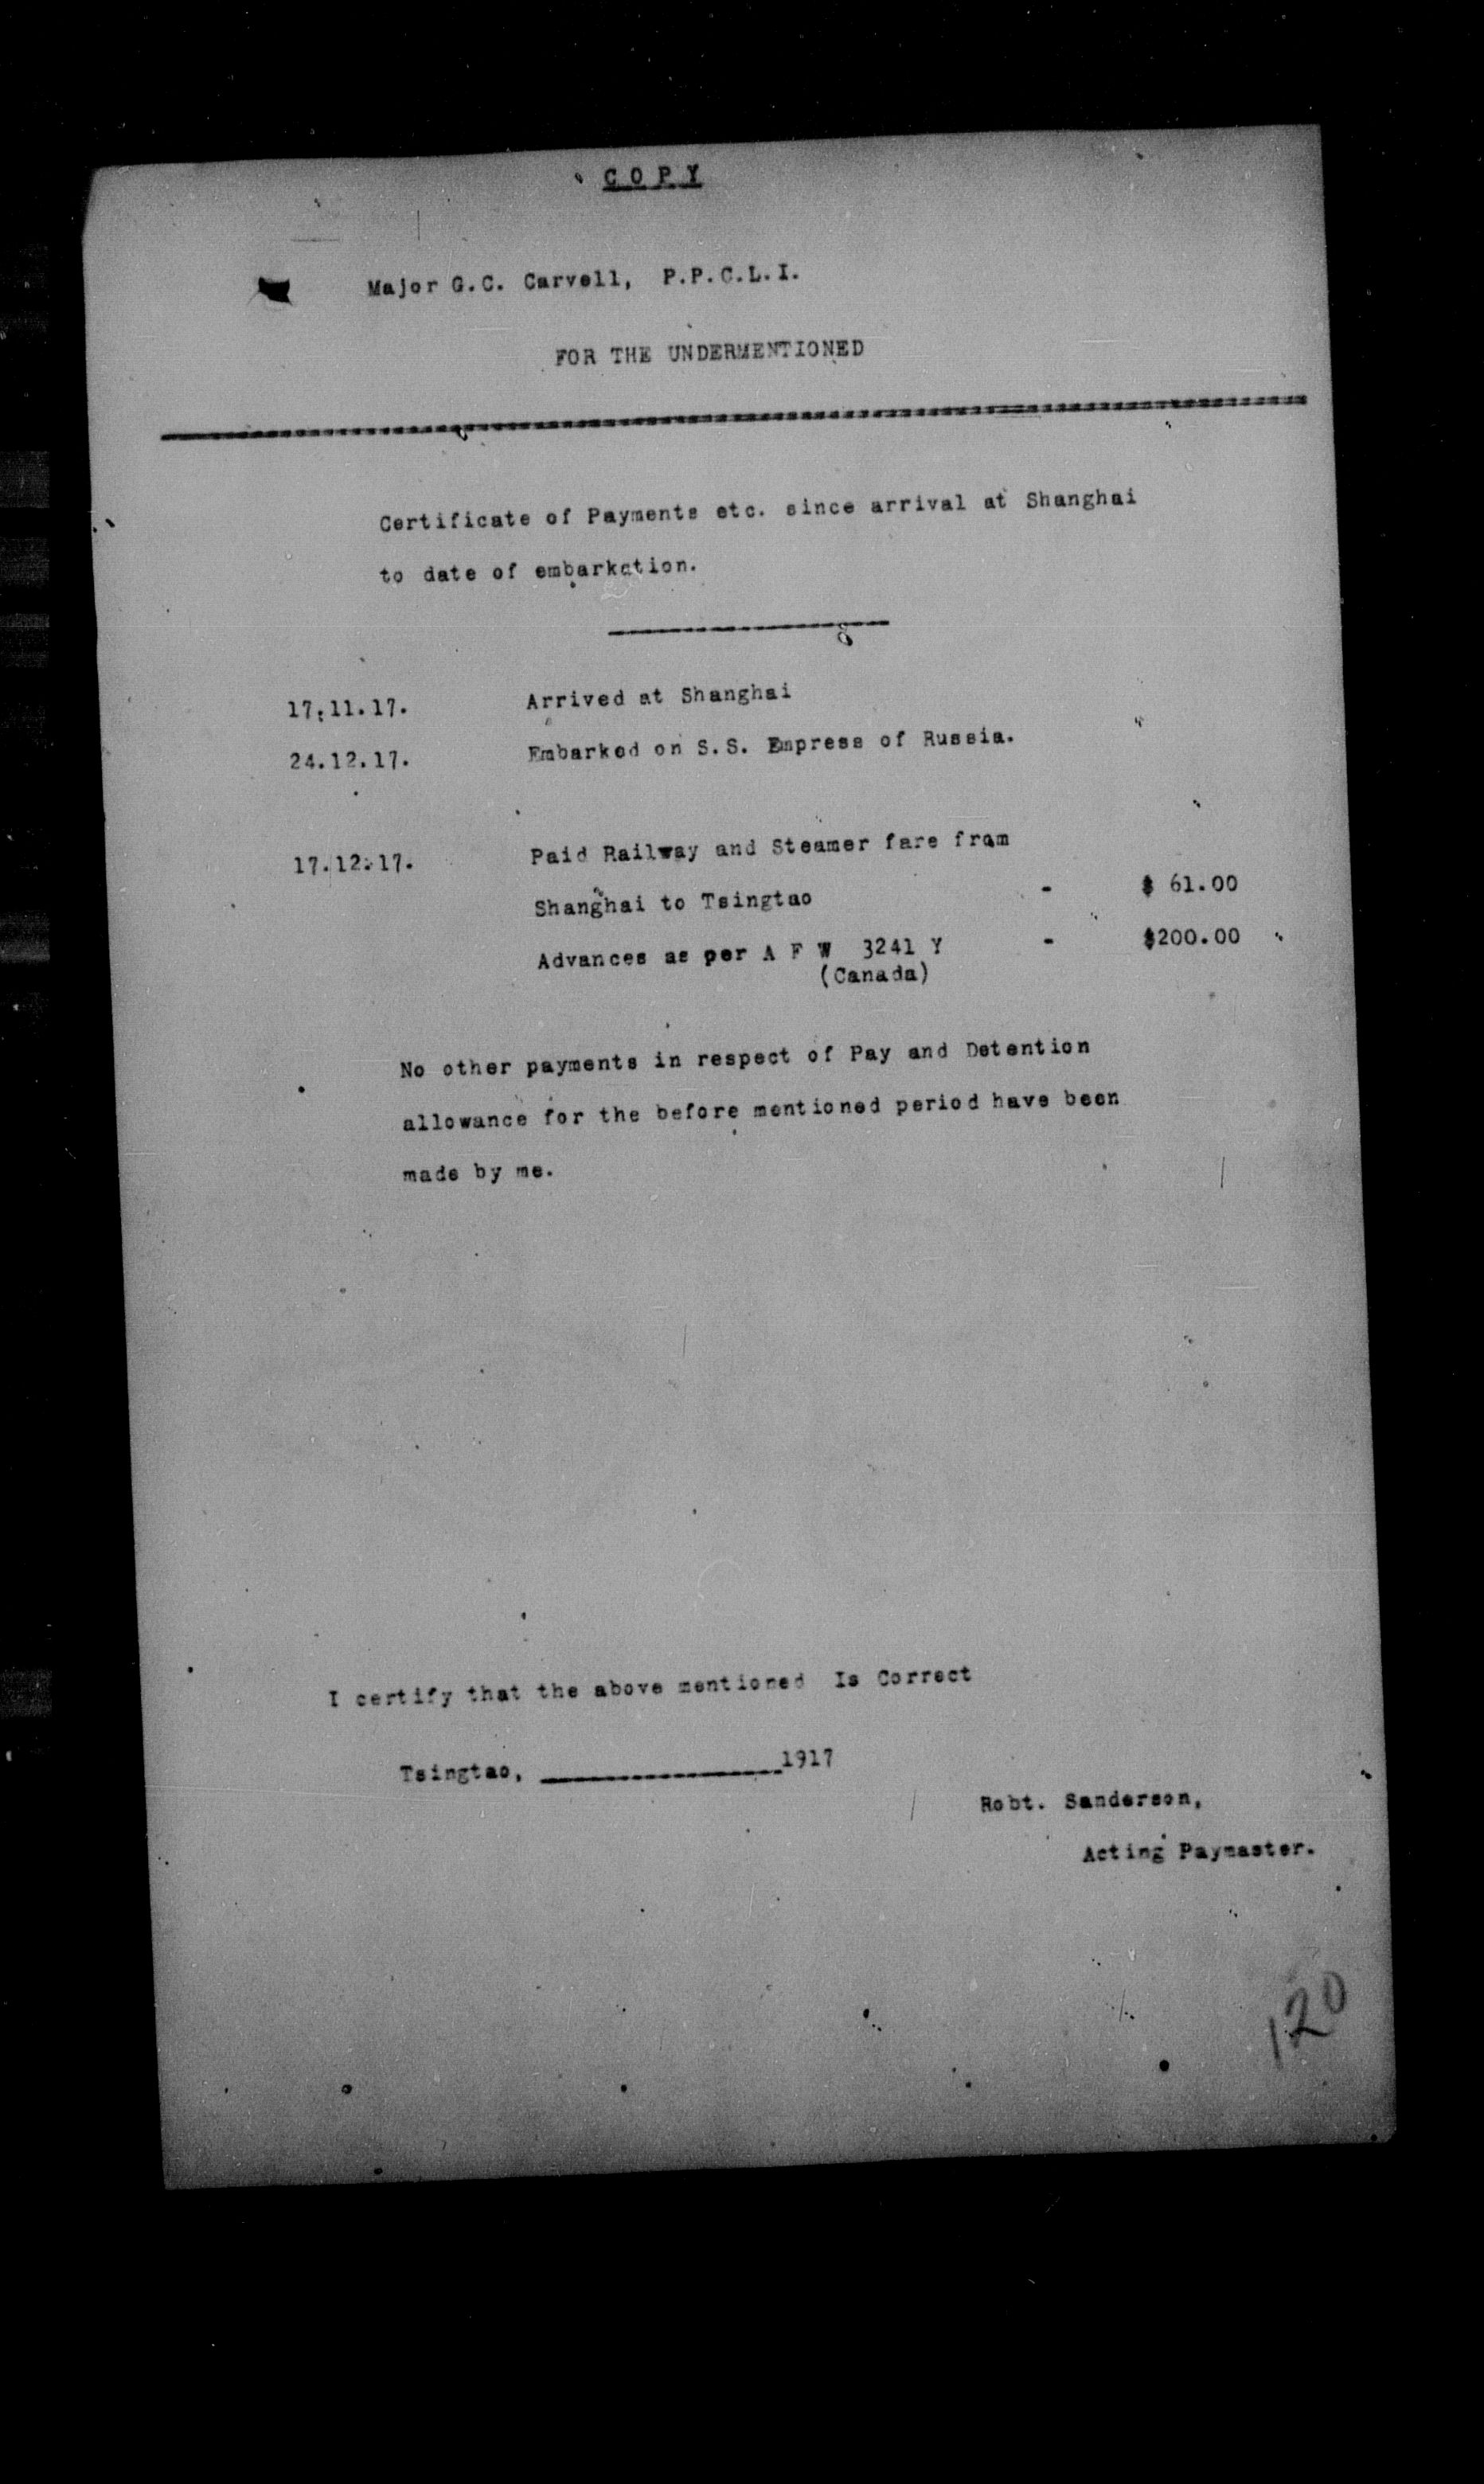 COPY
Major G.C. Carvell, P.P.C.L.I.
FOR THE UNDERMENTIONED
Certificate of Payments etc. since arrival at Shanghai
to date of embarkation.
17.11.17. Arrived at Shanghai
24.12.17. Embarked on S.S. Empress of Russia.
17.12.17. Paid Railway and Steamer fare from
Shanghai to Tsingtao - $ 61.00
Advances as per A F W 3241 Y - $200.00
(Canada)
No other payments in respect of Pay and Detention
allowance for the before mentioned period have been
made by me.
I certify that the above mentioned Is Correct
Tsingtao, _________________1917
Robt. Sanderson,
Acting Paymaster.
120